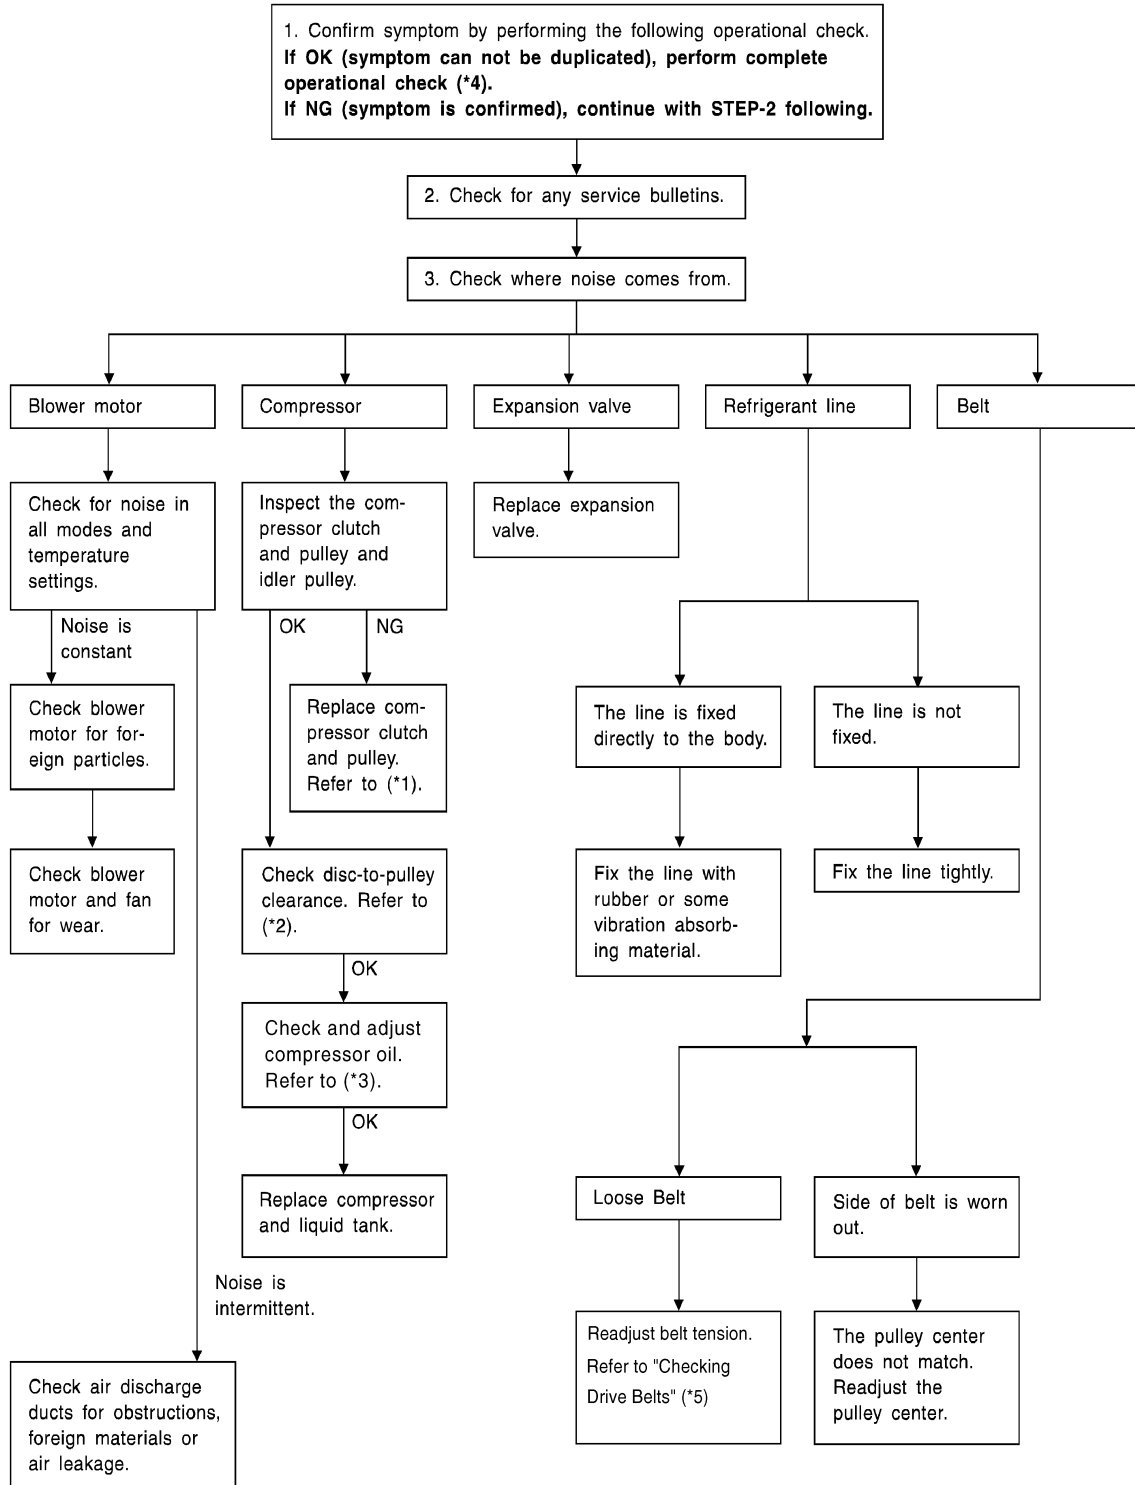 1. Confirm symptom by performing the following operational check.
If OK (symptom can not be duplicated), perform complete
operational check (*4).
If NG (symptom is confirmed), continue with STEP-2 following.
2. Check for any service bulletins.
3. Check where noise comes from.
Blower motor
Compressor
Expansion valve
Refrigerant line
Belt
Check for noise in
all modes and
temperature
settings.
Inspect the com-
pressor clutch
and pulley and
idler pulley.
Replace expansion
valve.
Noise is
constant
OK
NG
Check blower
motor for for-
eign particles.
Replace com-
pressor clutch
and pulley.
Refer to (*1).
The line is fixed
directly to the body.
The line is not
fixed.
Check blower
motor and fan
for wear.
Check disc-to-pulley
clearance. Refer to
(*2).
Fix the line with
rubber or some
vibration absorb-
ing material.
Fix the line tightly.
OK
Check and adjust
compressor oil.
Refer to (*3).
OK
Replace compressor
and liquid tank.
Loose Belt
Side of belt is worn
out.
Noise is
intermittent.
Readjust belt tension.
Refer to "Checking
Drive Belts" (*5)
The pulley center
does not match.
Readjust the
pulley center.
Check air discharge
ducts for obstructions,
foreign materials or
air leakage.